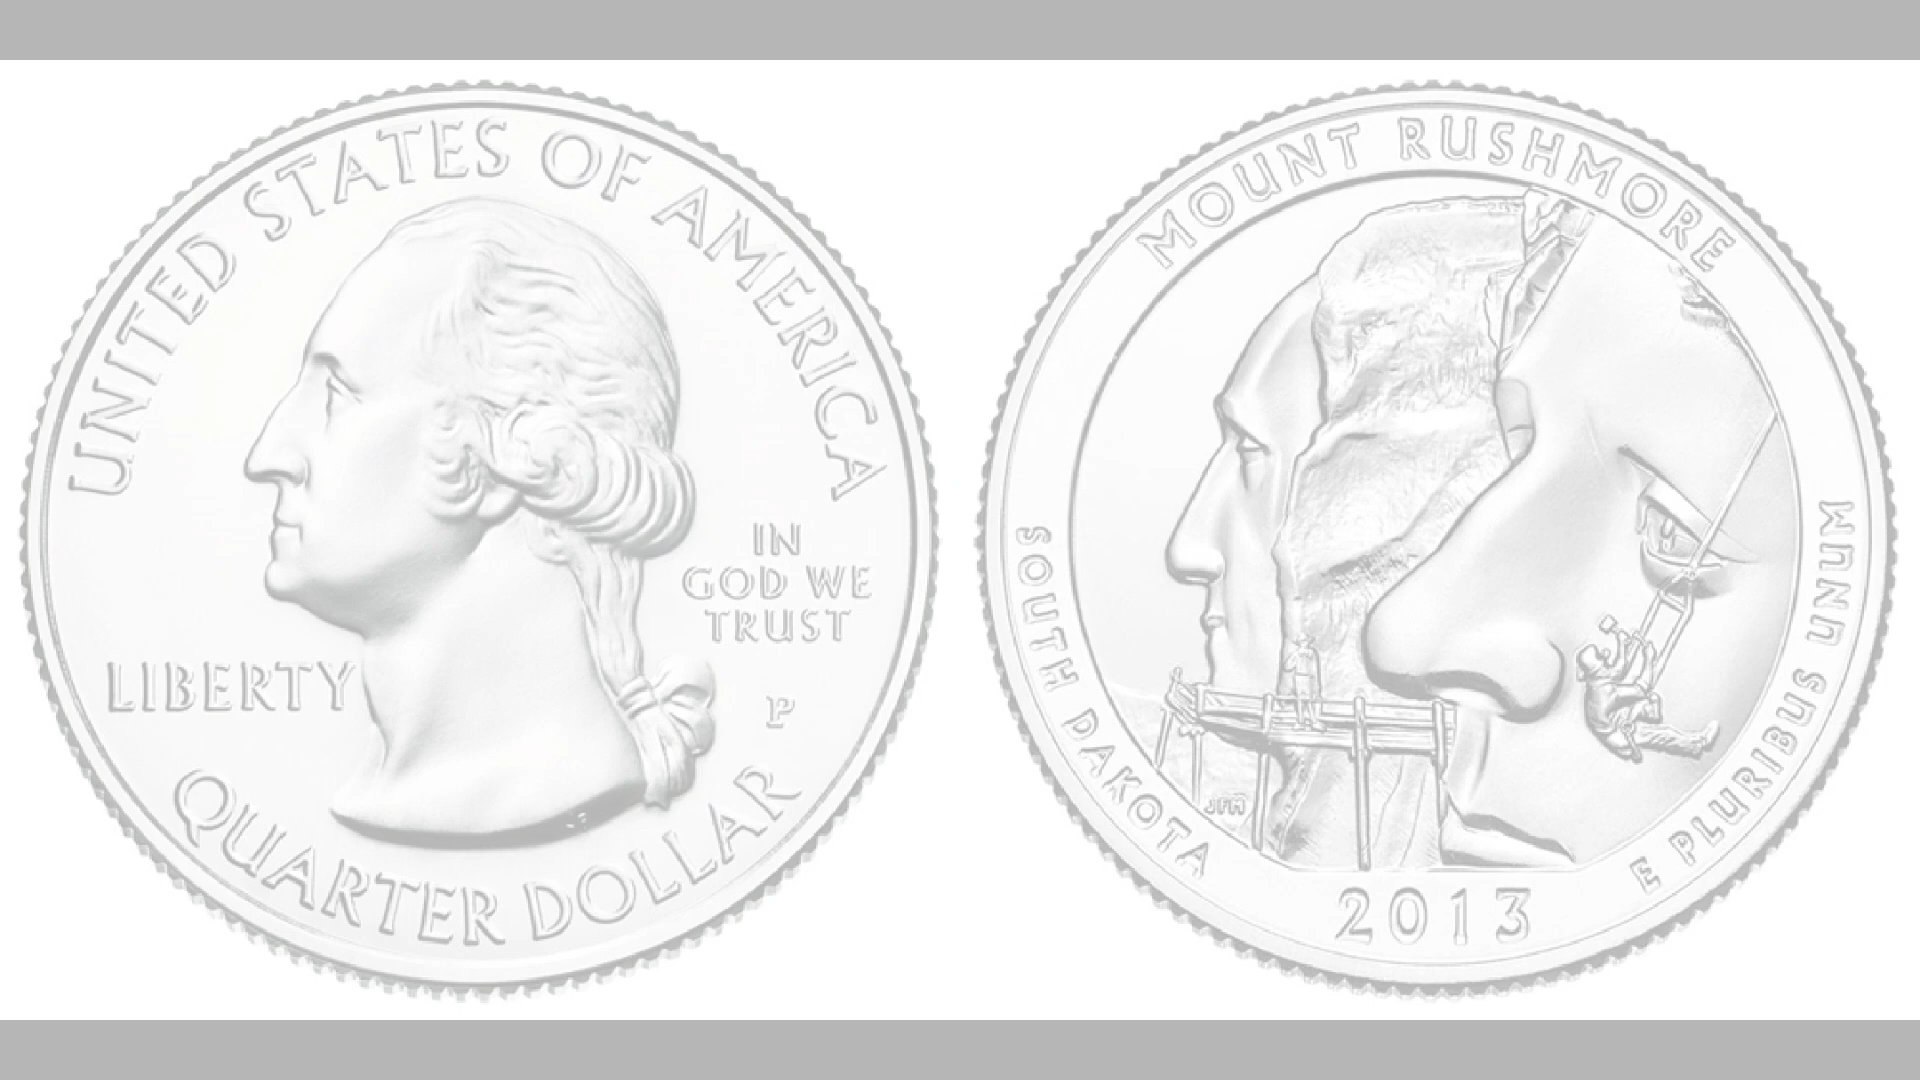 UNITED STATES OF AMERICA
IN
GOD WE
TRUST
LIBERTY
P
QUARTER DOLLAR
MOUNT RUSHMORE
SOUTH DAKOTA
E PLURIBUS UNUM
JFM
2013